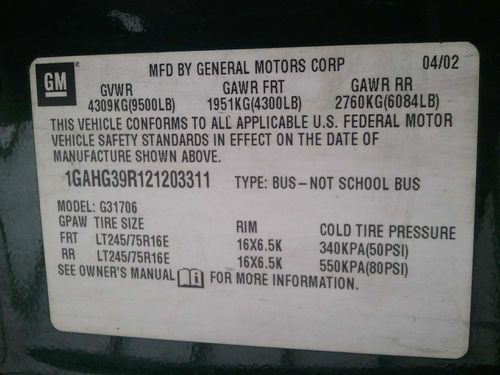 GM
MFD BY GENERAL MOTORS CORP 04/02
GVWR GAWR FRT GAWR RR
4309KG(9500LB) 1951KG(4300LB) 2760KG(6084LB)
THIS VEHICLE CONFORMS TO ALL APPLICABLE U.S. FEDERAL MOTOR
VEHICLE SAFETY STANDARDS IN EFFECT ON THE DATE OF
MANUFACTURE SHOWN ABOVE.
1GAHG39R121203311 TYPE: BUS–NOT SCHOOL BUS
MODEL: G31706
GPAW TIRE SIZE RIM COLD TIRE PRESSURE
FRT LT245/75R16E 16X6.5K 340KPA(50PSI)
RR LT245/75R16E 16X6.5K 550KPA(80PSI)
SEE OWNER'S MANUAL FOR MORE INFORMATION.